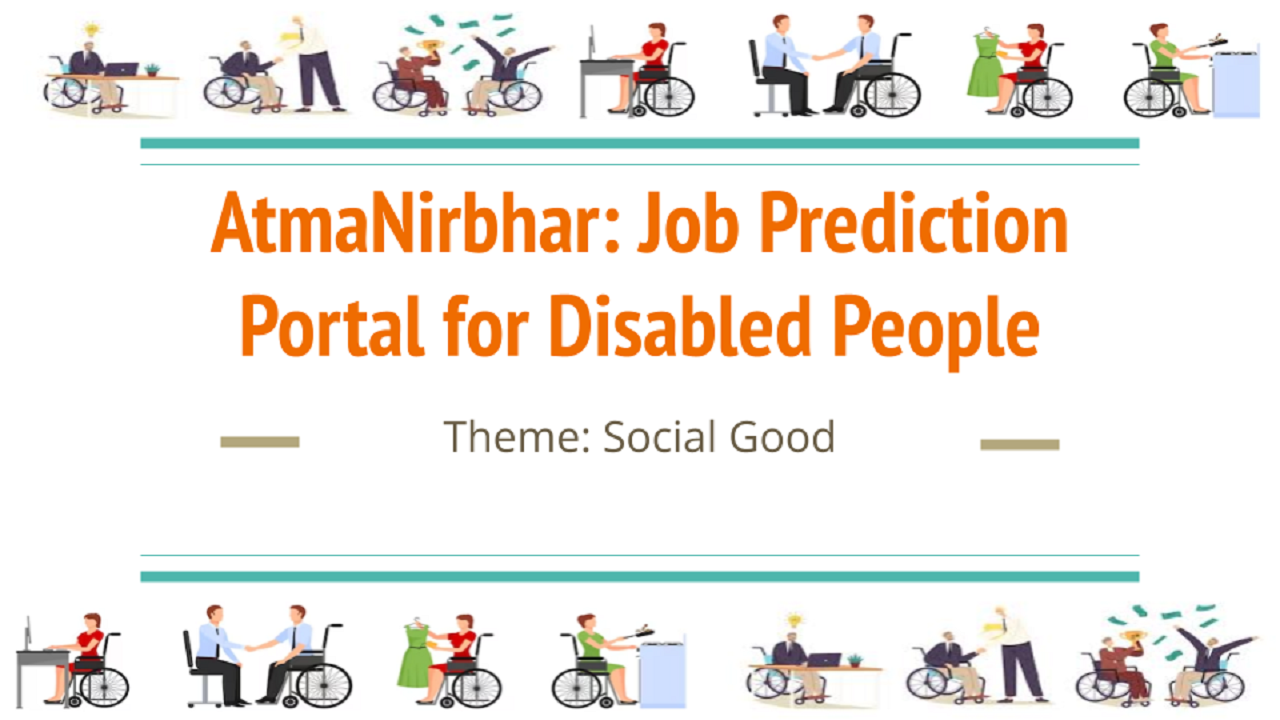 AtmaNirbhar: Job Prediction
Portal for Disabled People
Theme: Social Good